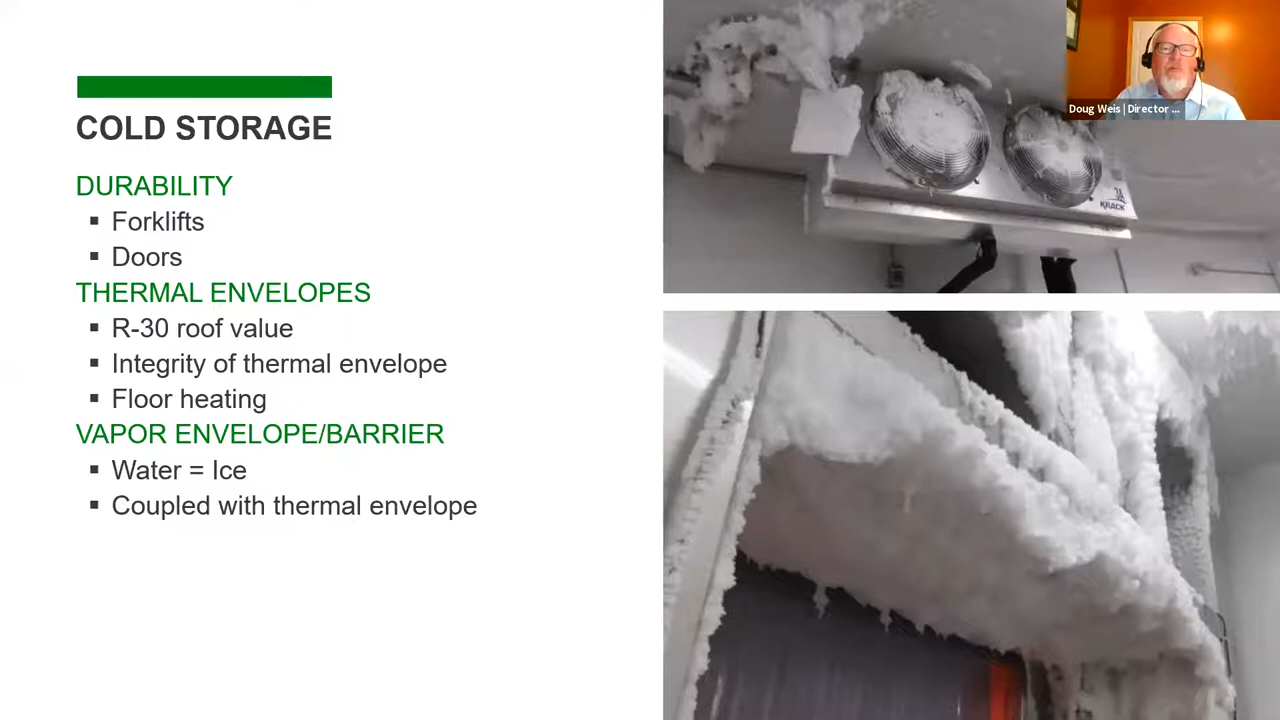 COLD STORAGE
DURABILITY
▪ Forklifts
▪ Doors
THERMAL ENVELOPES
▪ R-30 roof value
▪ Integrity of thermal envelope
▪ Floor heating
VAPOR ENVELOPE/BARRIER
▪ Water = Ice
▪ Coupled with thermal envelope
KRACK
Doug Weis | Director ...